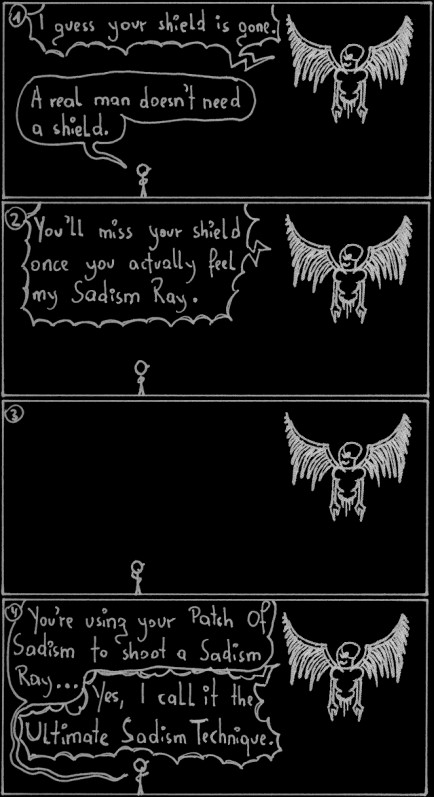 1
I guess your shield is gone.
A real man doesn't need
a shield.
2
You'll miss your shield
once you actually feel
my Sadism Ray.
3
4
You're using your Patch Of
Sadism to shoot a Sadism
Ray...
Yes, I call it the
Ultimate Sadism Technique.